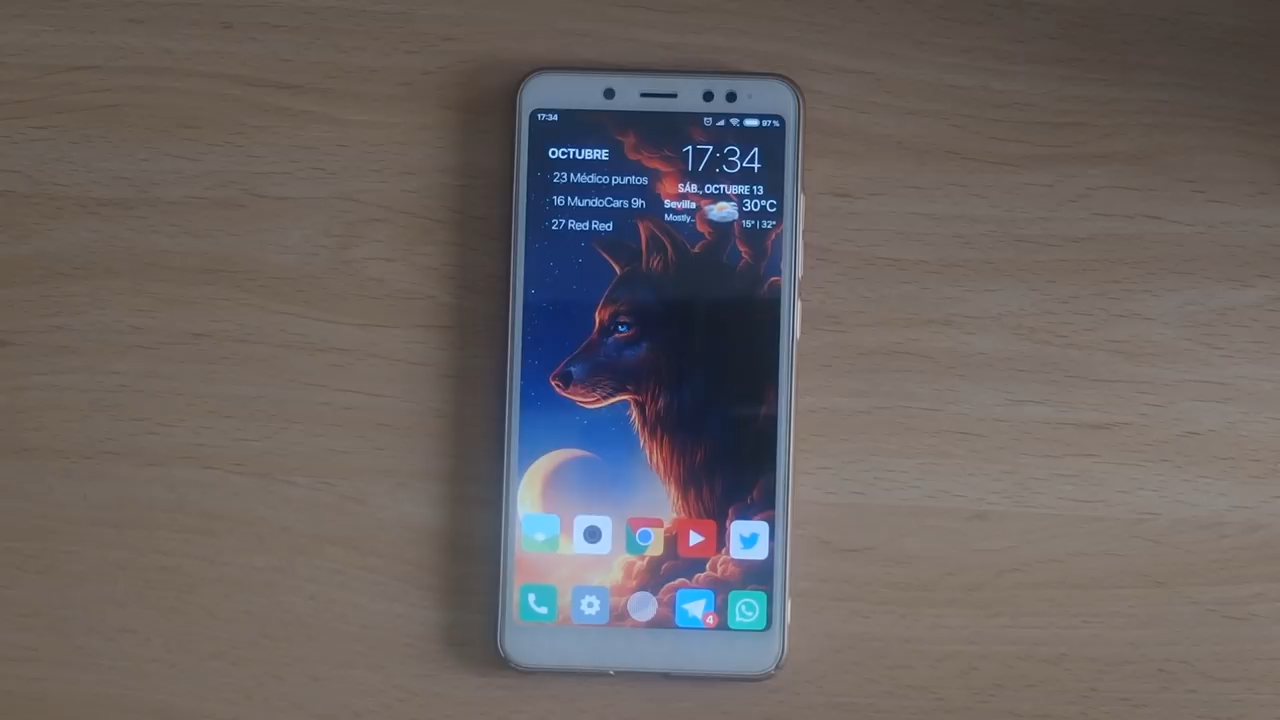 17:34
97 %
OCTUBRE
· 23 Médico puntos
· 16 MundoCars 9h
· 27 Red Red
17:34
SÁB., OCTUBRE 13
Sevilla
30°C
Mostly...
15° | 32°
4